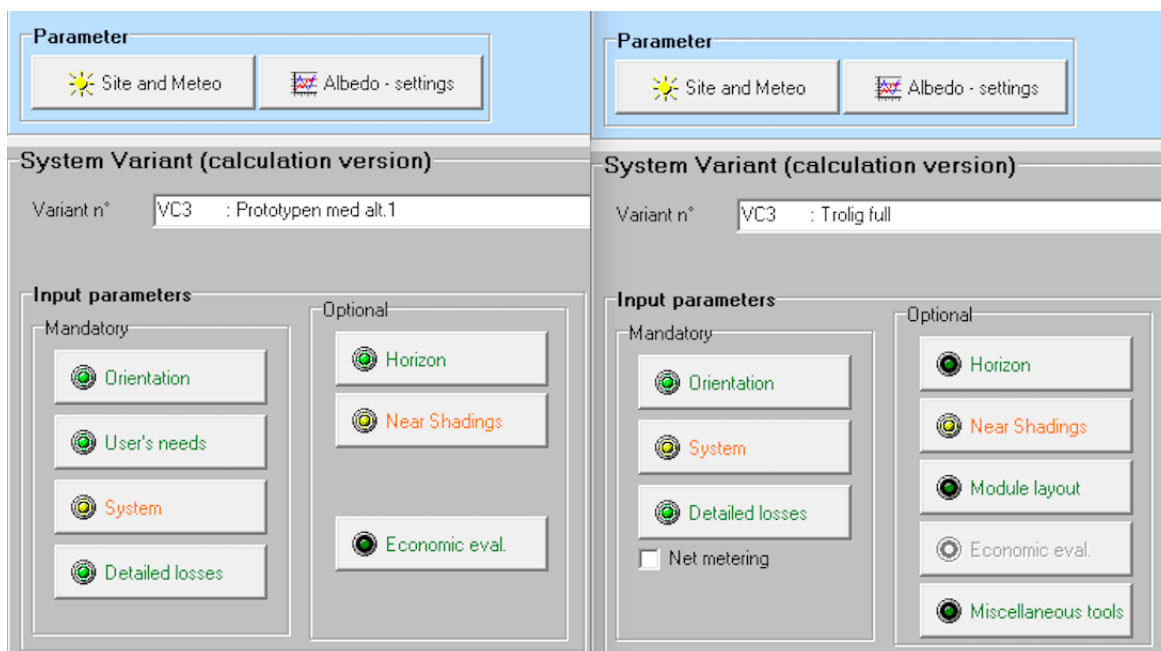 Parameter
Site and Meteo
Albedo - settings
System Variant (calculation version)
Variant n°
VC3 : Prototypen med alt.1
Input parameters
Mandatory
Orientation
User's needs
System
Detailed losses
Optional
Horizon
Near Shadings
Economic eval.
Parameter
Site and Meteo
Albedo - settings
System Variant (calculation version)
Variant n°
VC3 : Trolig full
Input parameters
Mandatory
Orientation
System
Detailed losses
Net metering
Optional
Horizon
Near Shadings
Module layout
Economic eval.
Miscellaneous tools